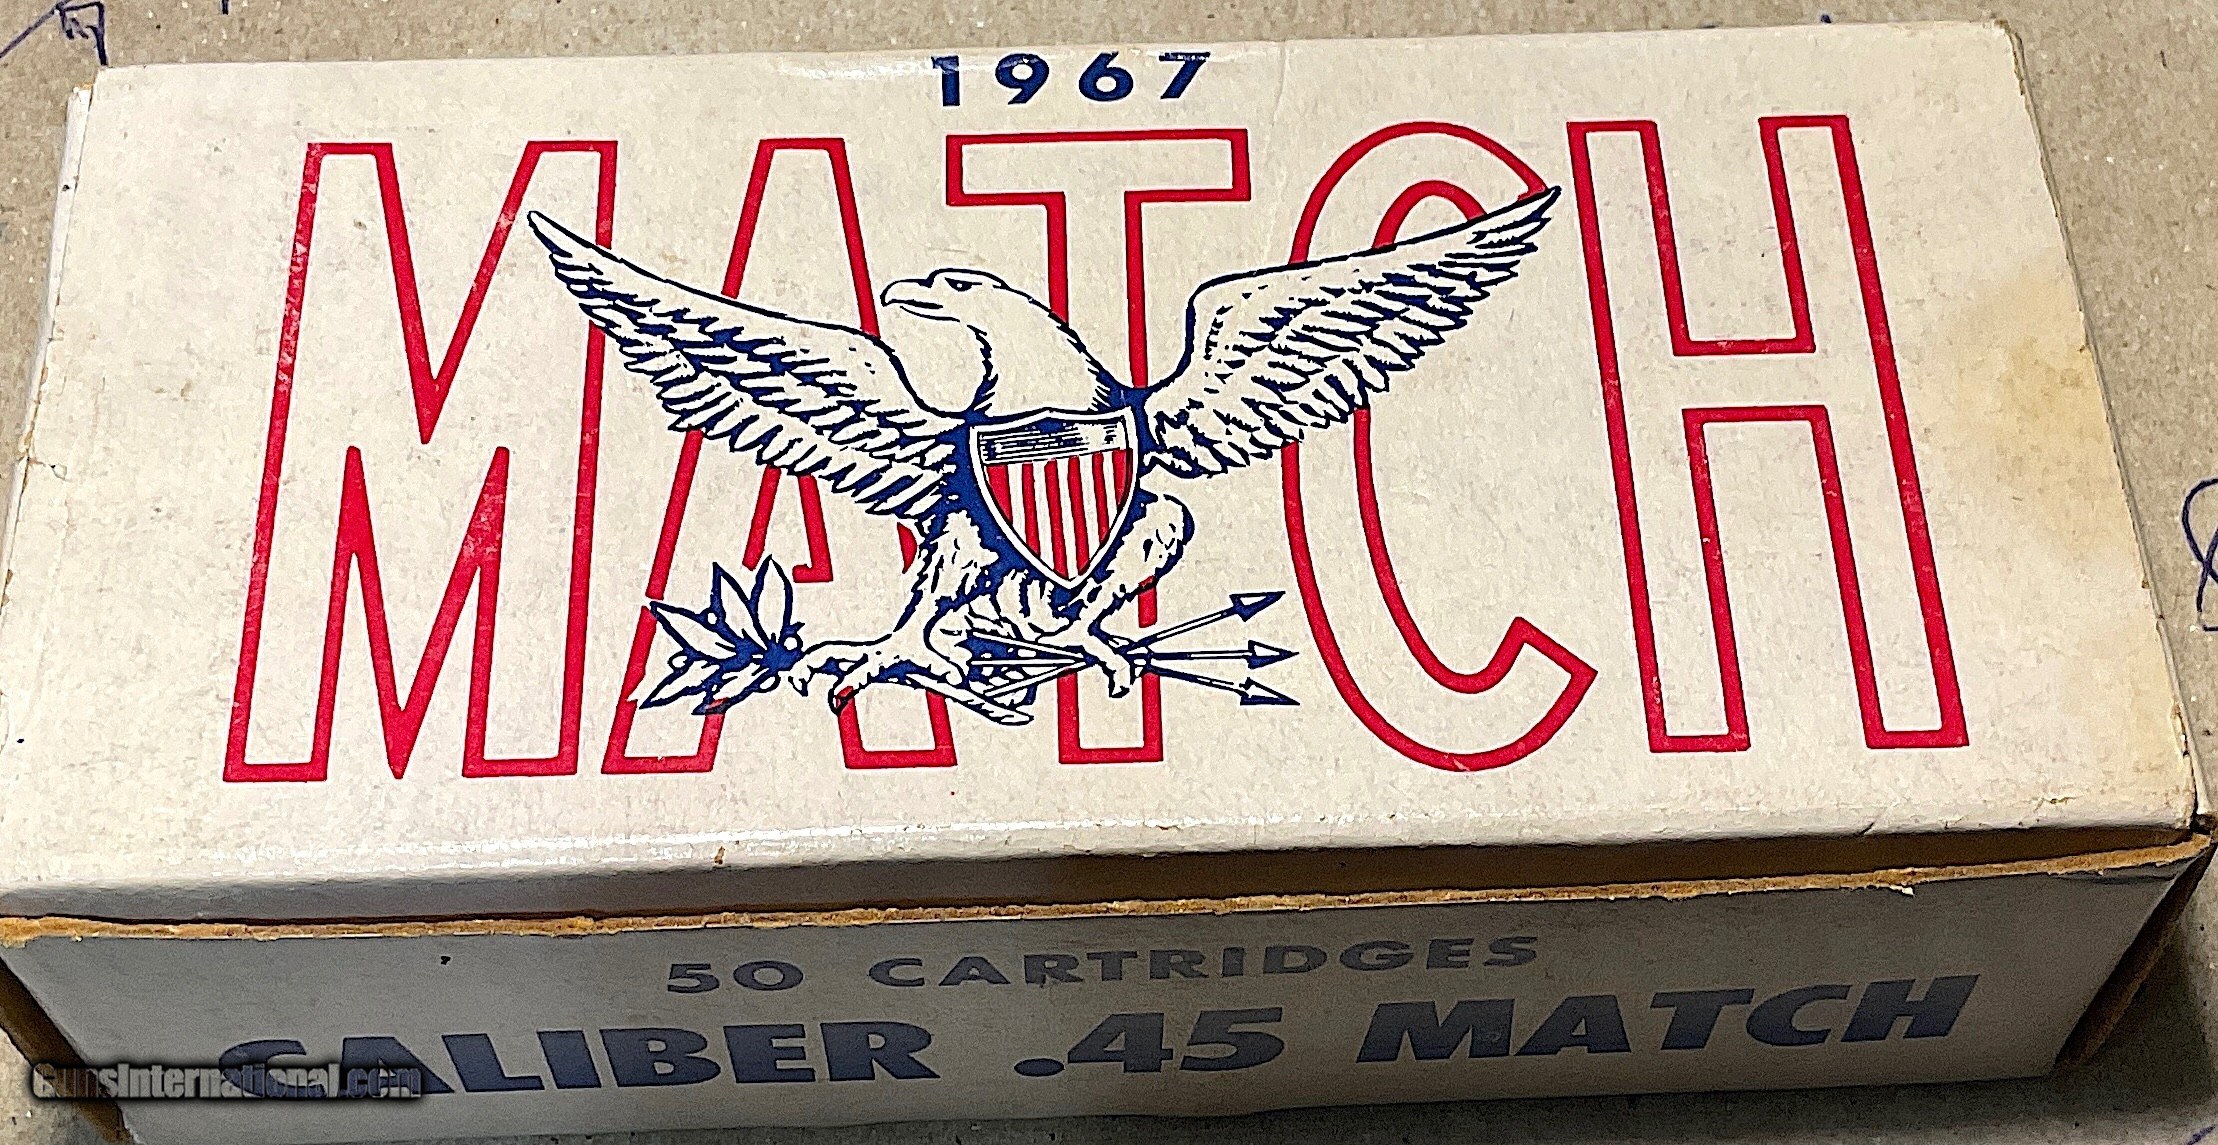 1967
MATCH
50 CARTRIDGES
CALIBER .45 MATCH
GunsInternational.com